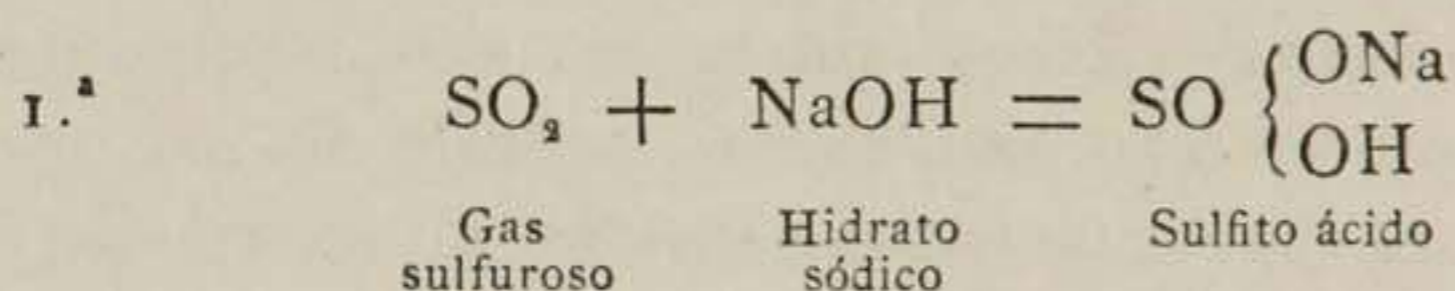 1.ª SO₂ + NaOH = SO { ONa
OH
Gas Hidrato Sulfito ácido
sulfuroso sódico